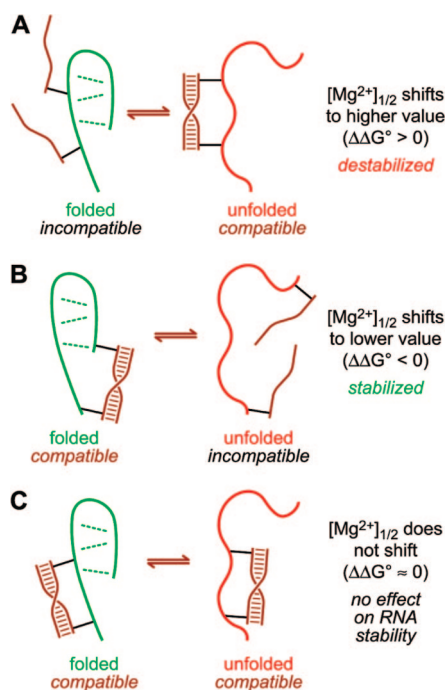 A
[Mg²⁺]₁/₂ shifts
to higher value
(ΔΔG° > 0)
destabilized
folded
incompatible
unfolded
compatible
B
[Mg²⁺]₁/₂ shifts
to lower value
(ΔΔG° < 0)
stabilized
folded
compatible
unfolded
incompatible
C
[Mg²⁺]₁/₂ does
not shift
(ΔΔG° ≈ 0)
no effect
on RNA
stability
folded
compatible
unfolded
compatible